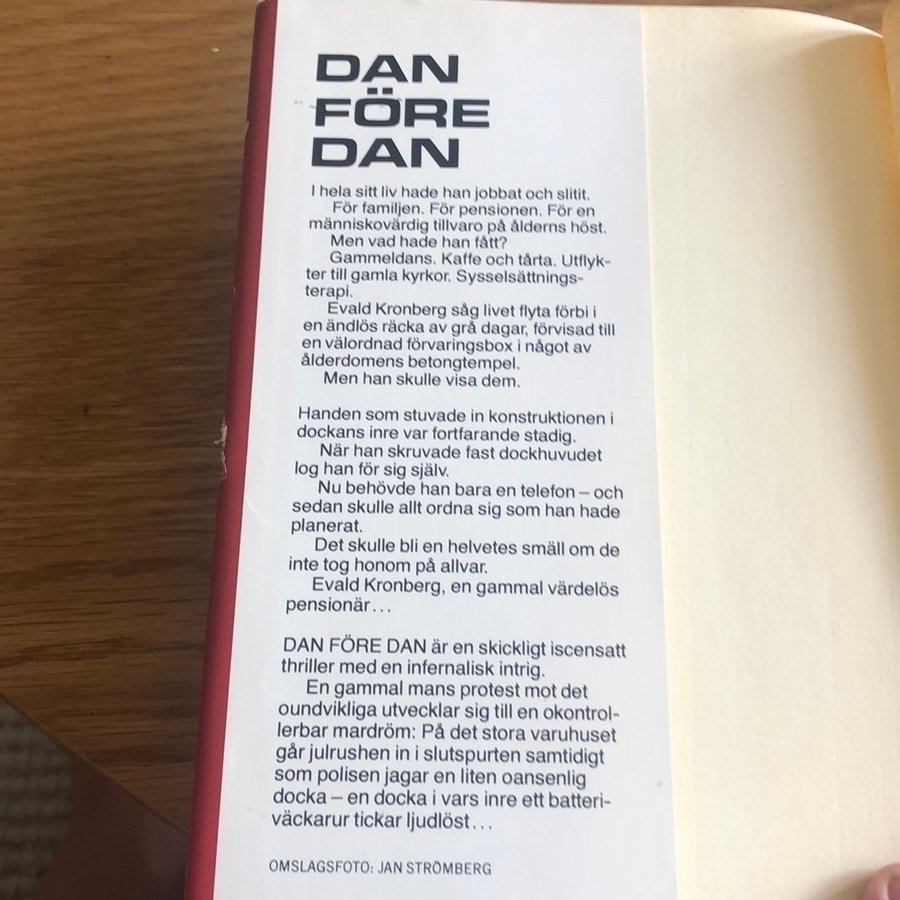 DAN
FÖRE
DAN
I hela sitt liv hade han jobbat och slitit.
För familjen. För pensionen. För en
människovärdig tillvaro på ålderns höst.
Men vad hade han fått?
Gammeldans. Kaffe och tårta. Utflyk-
ter till gamla kyrkor. Sysselsättnings-
terapi.
Evald Kronberg såg livet flyta förbi i
en ändlös räcka av grå dagar, förvisad till
en välordnad förvaringsbox i något av
ålderdomens betongtempel.
Men han skulle visa dem.
Handen som stuvade in konstruktionen i
dockans inre var fortfarande stadig.
När han skruvade fast dockhuvudet
log han för sig själv.
Nu behövde han bara en telefon – och
sedan skulle allt ordna sig som han hade
planerat.
Det skulle bli en helvetes smäll om de
inte tog honom på allvar.
Evald Kronberg, en gammal värdelös
pensionär...
DAN FÖRE DAN är en skickligt iscensatt
thriller med en infernalisk intrig.
En gammal mans protest mot det
oundvikliga utvecklar sig till en okontrol-
lerbar mardröm: På det stora varuhuset
går julrushen in i slutspurten samtidigt
som polisen jagar en liten oansenlig
docka – en docka i vars inre ett batteri-
väckarur tickar ljudlöst...
OMSLAGSFOTO: JAN STRÖMBERG